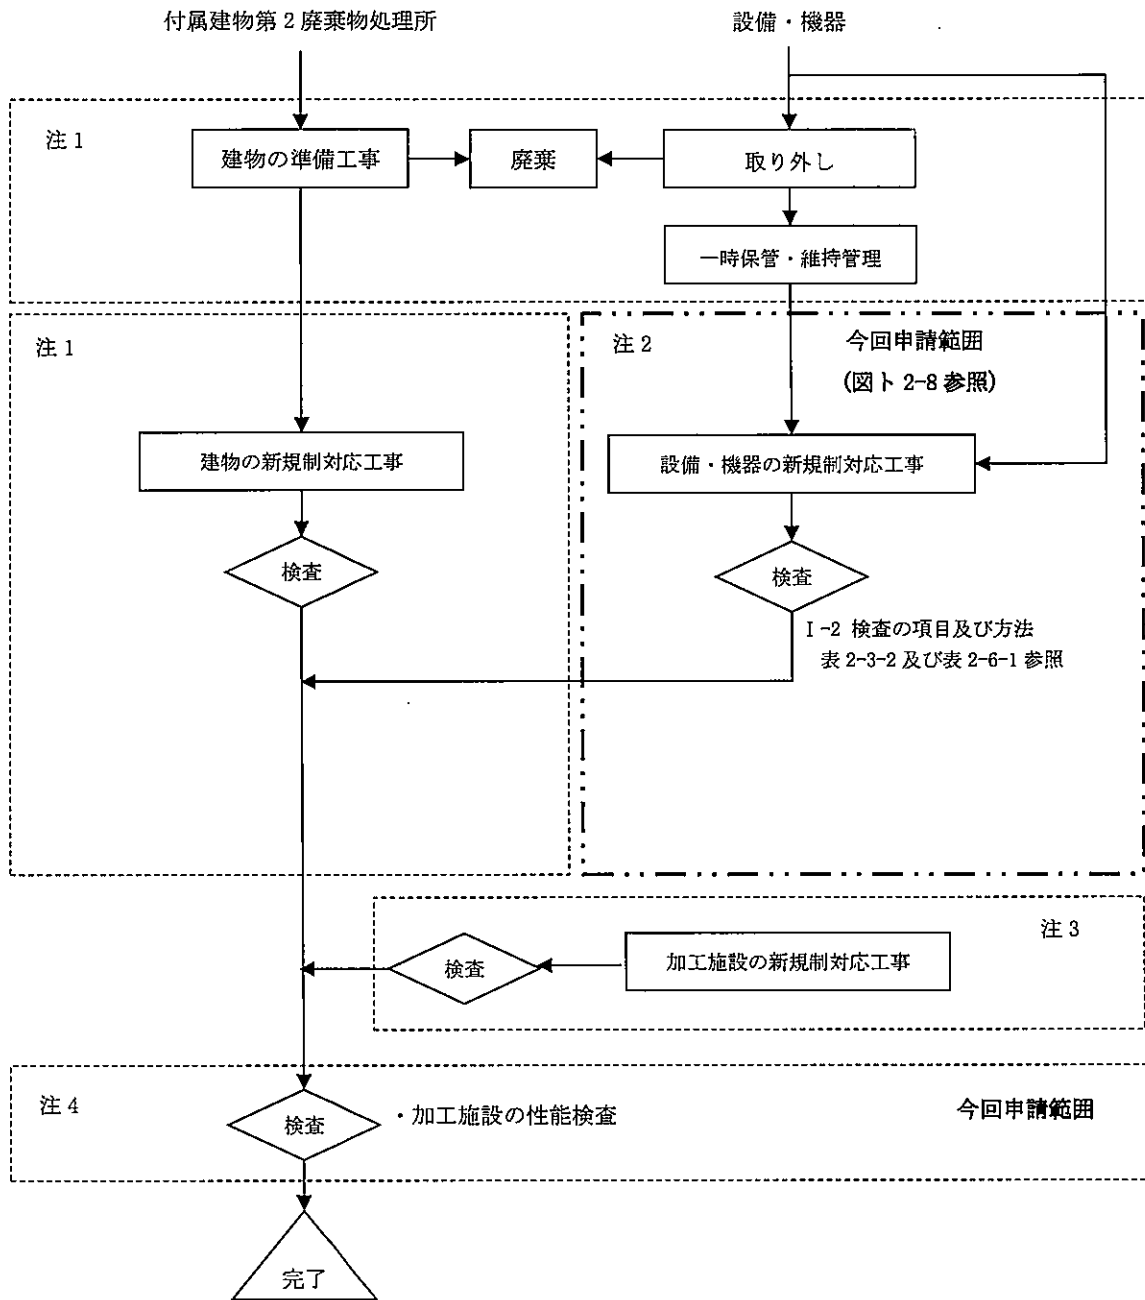 付属建物第2廃棄物処理所
設備・機器
注1
建物の準備工事
廃棄
取り外し
一時保管・維持管理
注1
注2
今回申請範囲
(図ト2-8参照)
建物の新規制対応工事
設備・機器の新規制対応工事
検査
検査
Ⅰ-2 検査の項目及び方法
表2-3-2及び表2-6-1参照
注3
検査
加工施設の新規制対応工事
注4
検査
・加工施設の性能検査
今回申請範囲
完了